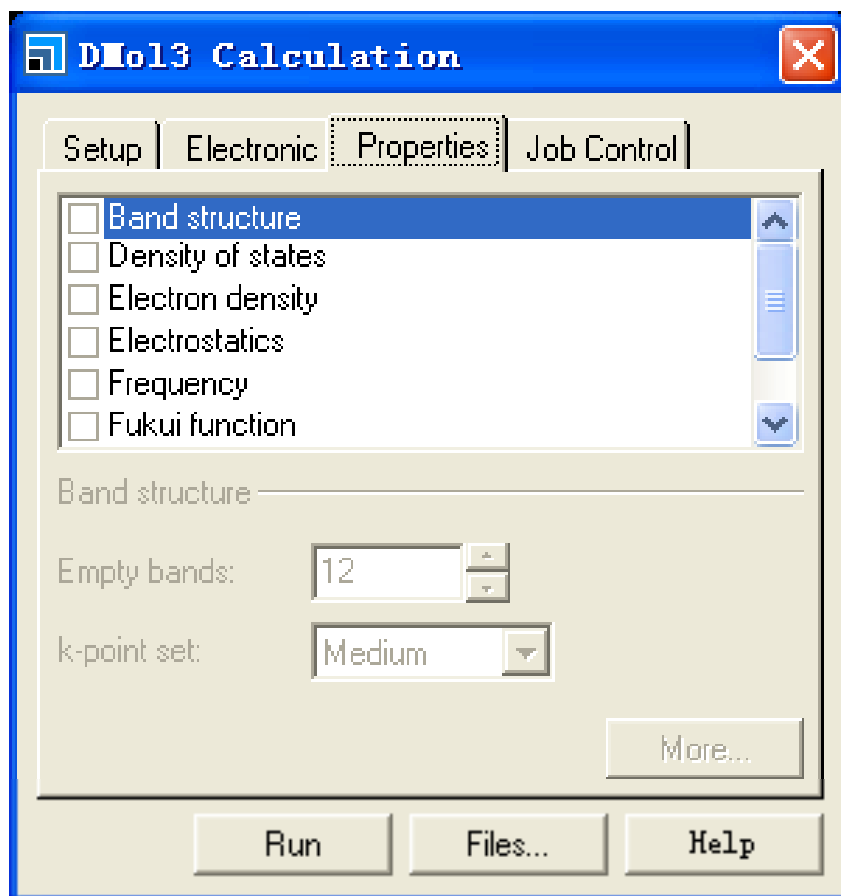 DMol3 Calculation
Setup Electronic Properties Job Control
Band structure
Density of states
Electron density
Electrostatics
Frequency
Fukui function
Band structure
Empty bands: 12
k-point set: Medium
More...
Run Files... Help